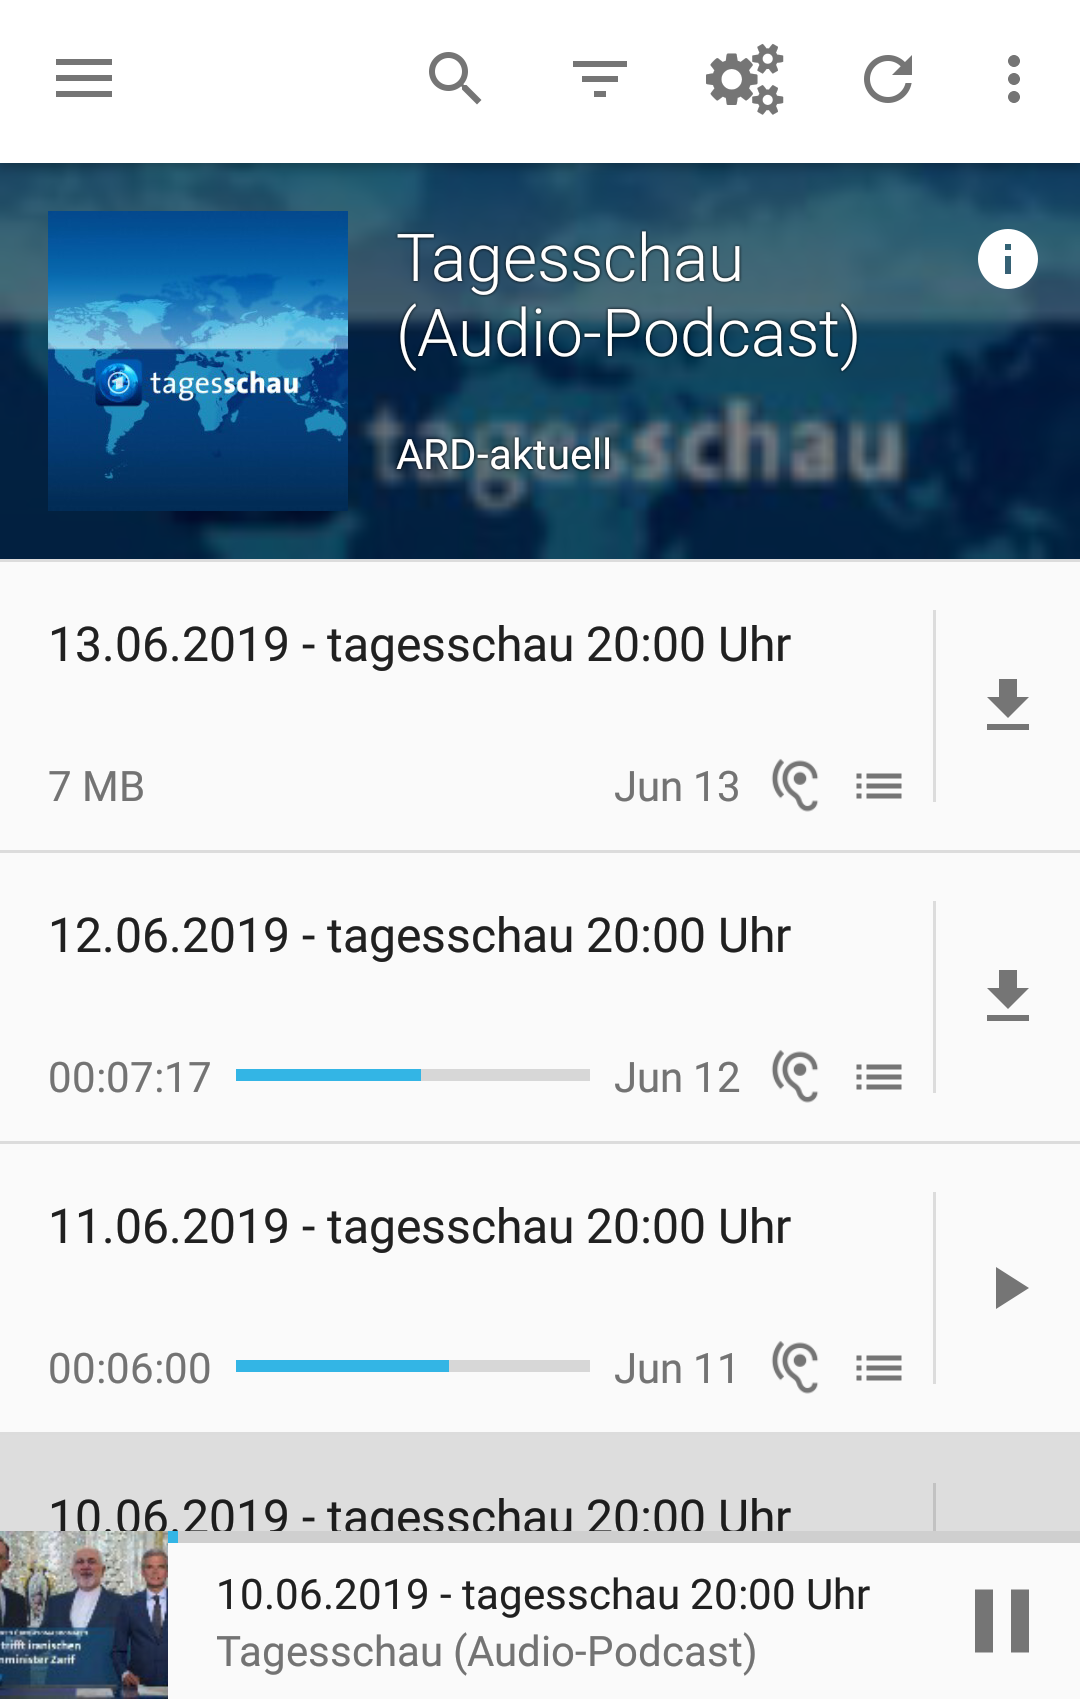 Tagesschau
(Audio-Podcast)
tagesschau
tagesschau
ARD-aktuell
13.06.2019 - tagesschau 20:00 Uhr
7 MB
Jun 13
12.06.2019 - tagesschau 20:00 Uhr
00:07:17
Jun 12
11.06.2019 - tagesschau 20:00 Uhr
00:06:00
Jun 11
10.06.2019 - tagesschau 20:00 Uhr
10.06.2019 - tagesschau 20:00 Uhr
Tagesschau (Audio-Podcast)
trifft iranischen
nminister Zarif